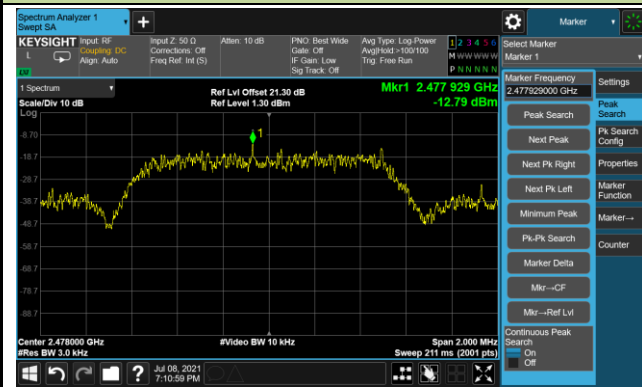 Spectrum Analyzer 1
Swept SA
Marker
KEYSIGHT
L
Input: RF
Coupling: DC
Align: Auto
Input Z: 50 Ω
Corrections: Off
Freq Ref: Int (S)
Atten: 10 dB
PNO: Best Wide
Gate: Off
IF Gain: Low
Sig Track: Off
Avg Type: Log-Power
Avg|Hold:>100/100
Trig: Free Run
1 2 3 4 5 6
M W W W W W
P N N N N N
Select Marker
Marker 1
1 Spectrum
Scale/Div 10 dB
Log
Ref Lvl Offset 21.30 dB
Ref Level 1.30 dBm
Mkr1 2.477 929 GHz
-12.79 dBm
1
-8.70
-18.7
-28.7
-38.7
-48.7
-58.7
-68.7
-78.7
-88.7
Center 2.478000 GHz
#Res BW 3.0 kHz
#Video BW 10 kHz
Span 2.000 MHz
Sweep 211 ms (2001 pts)
Marker Frequency
2.477929000 GHz
Peak Search
Next Peak
Next Pk Right
Next Pk Left
Minimum Peak
Pk-Pk Search
Marker Delta
Mkr→CF
Mkr→Ref Lvl
Continuous Peak
Search
On
Off
Settings
Peak
Search
Pk Search
Config
Properties
Marker
Function
Marker→
Counter
?
Jul 08, 2021
7:10:59 PM